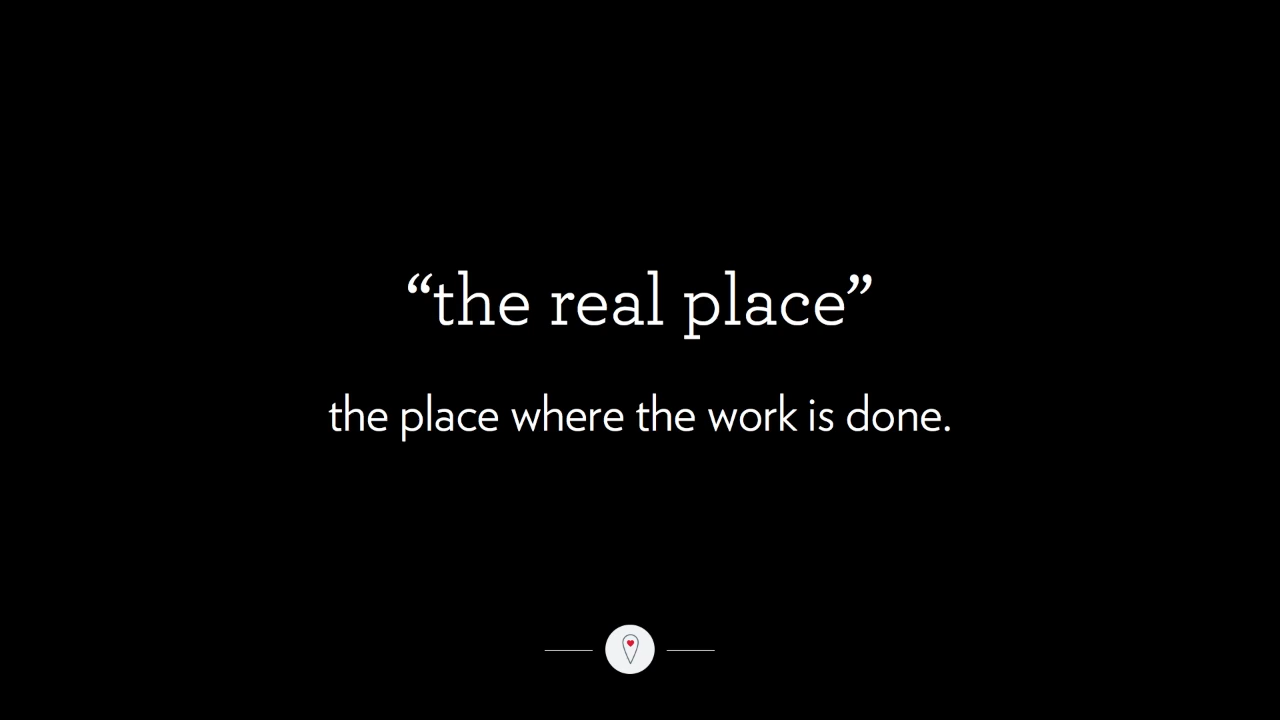 “the real place”
the place where the work is done.